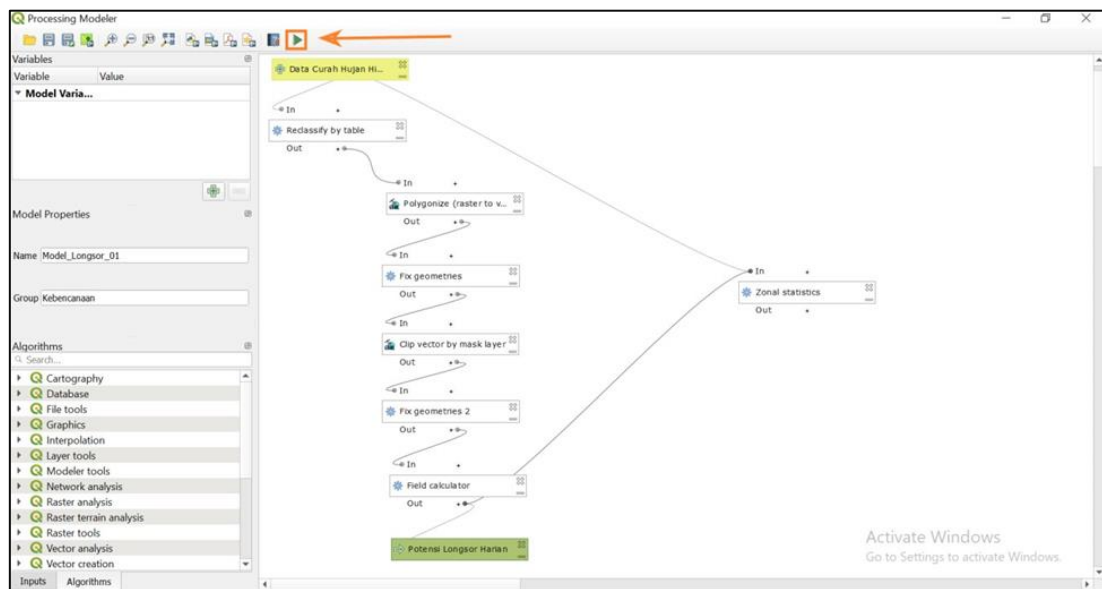 Processing Modeler
Variables
Variable Value
Model Varia...
Model Properties
Name Model_Longsor_01
Group Kebencanaan
Algorithms
Search...
Cartography
Database
File tools
Graphics
Interpolation
Layer tools
Modeler tools
Network analysis
Raster analysis
Raster terrain analysis
Raster tools
Vector analysis
Vector creation
Inputs Algorithms
Data Curah Hujan Hi...
In
Reclassify by table
Out
In
Polygonize (raster to v...
Out
In
Fix geometries
Out
In
Clip vector by mask layer
Out
In
Fix geometries 2
Out
In
Field calculator
Out
Potensi Longsor Harian
In
Zonal statistics
Out
Activate Windows
Go to Settings to activate Windows.